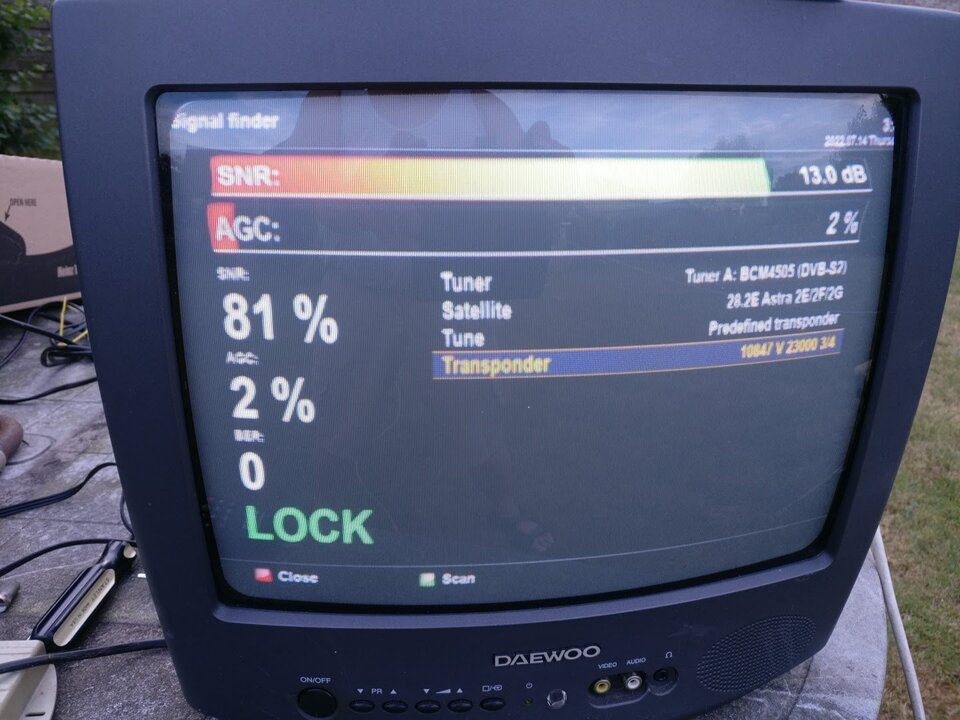 Signal finder
2022.07.14
SNR: 13.0 dB
AGC: 2 %
SNR:
81 %
AGC:
2 %
BER:
0
LOCK
Tuner Tuner A: BCM4505 (DVB-S2)
Satellite 28.2E Astra 2E/2F/2G
Tune Predefined transponder
Transponder 10847 V 23000 3/4
Close Scan
DAEWOO
ON/OFF
PR
VIDEO AUDIO
OPEN HERE